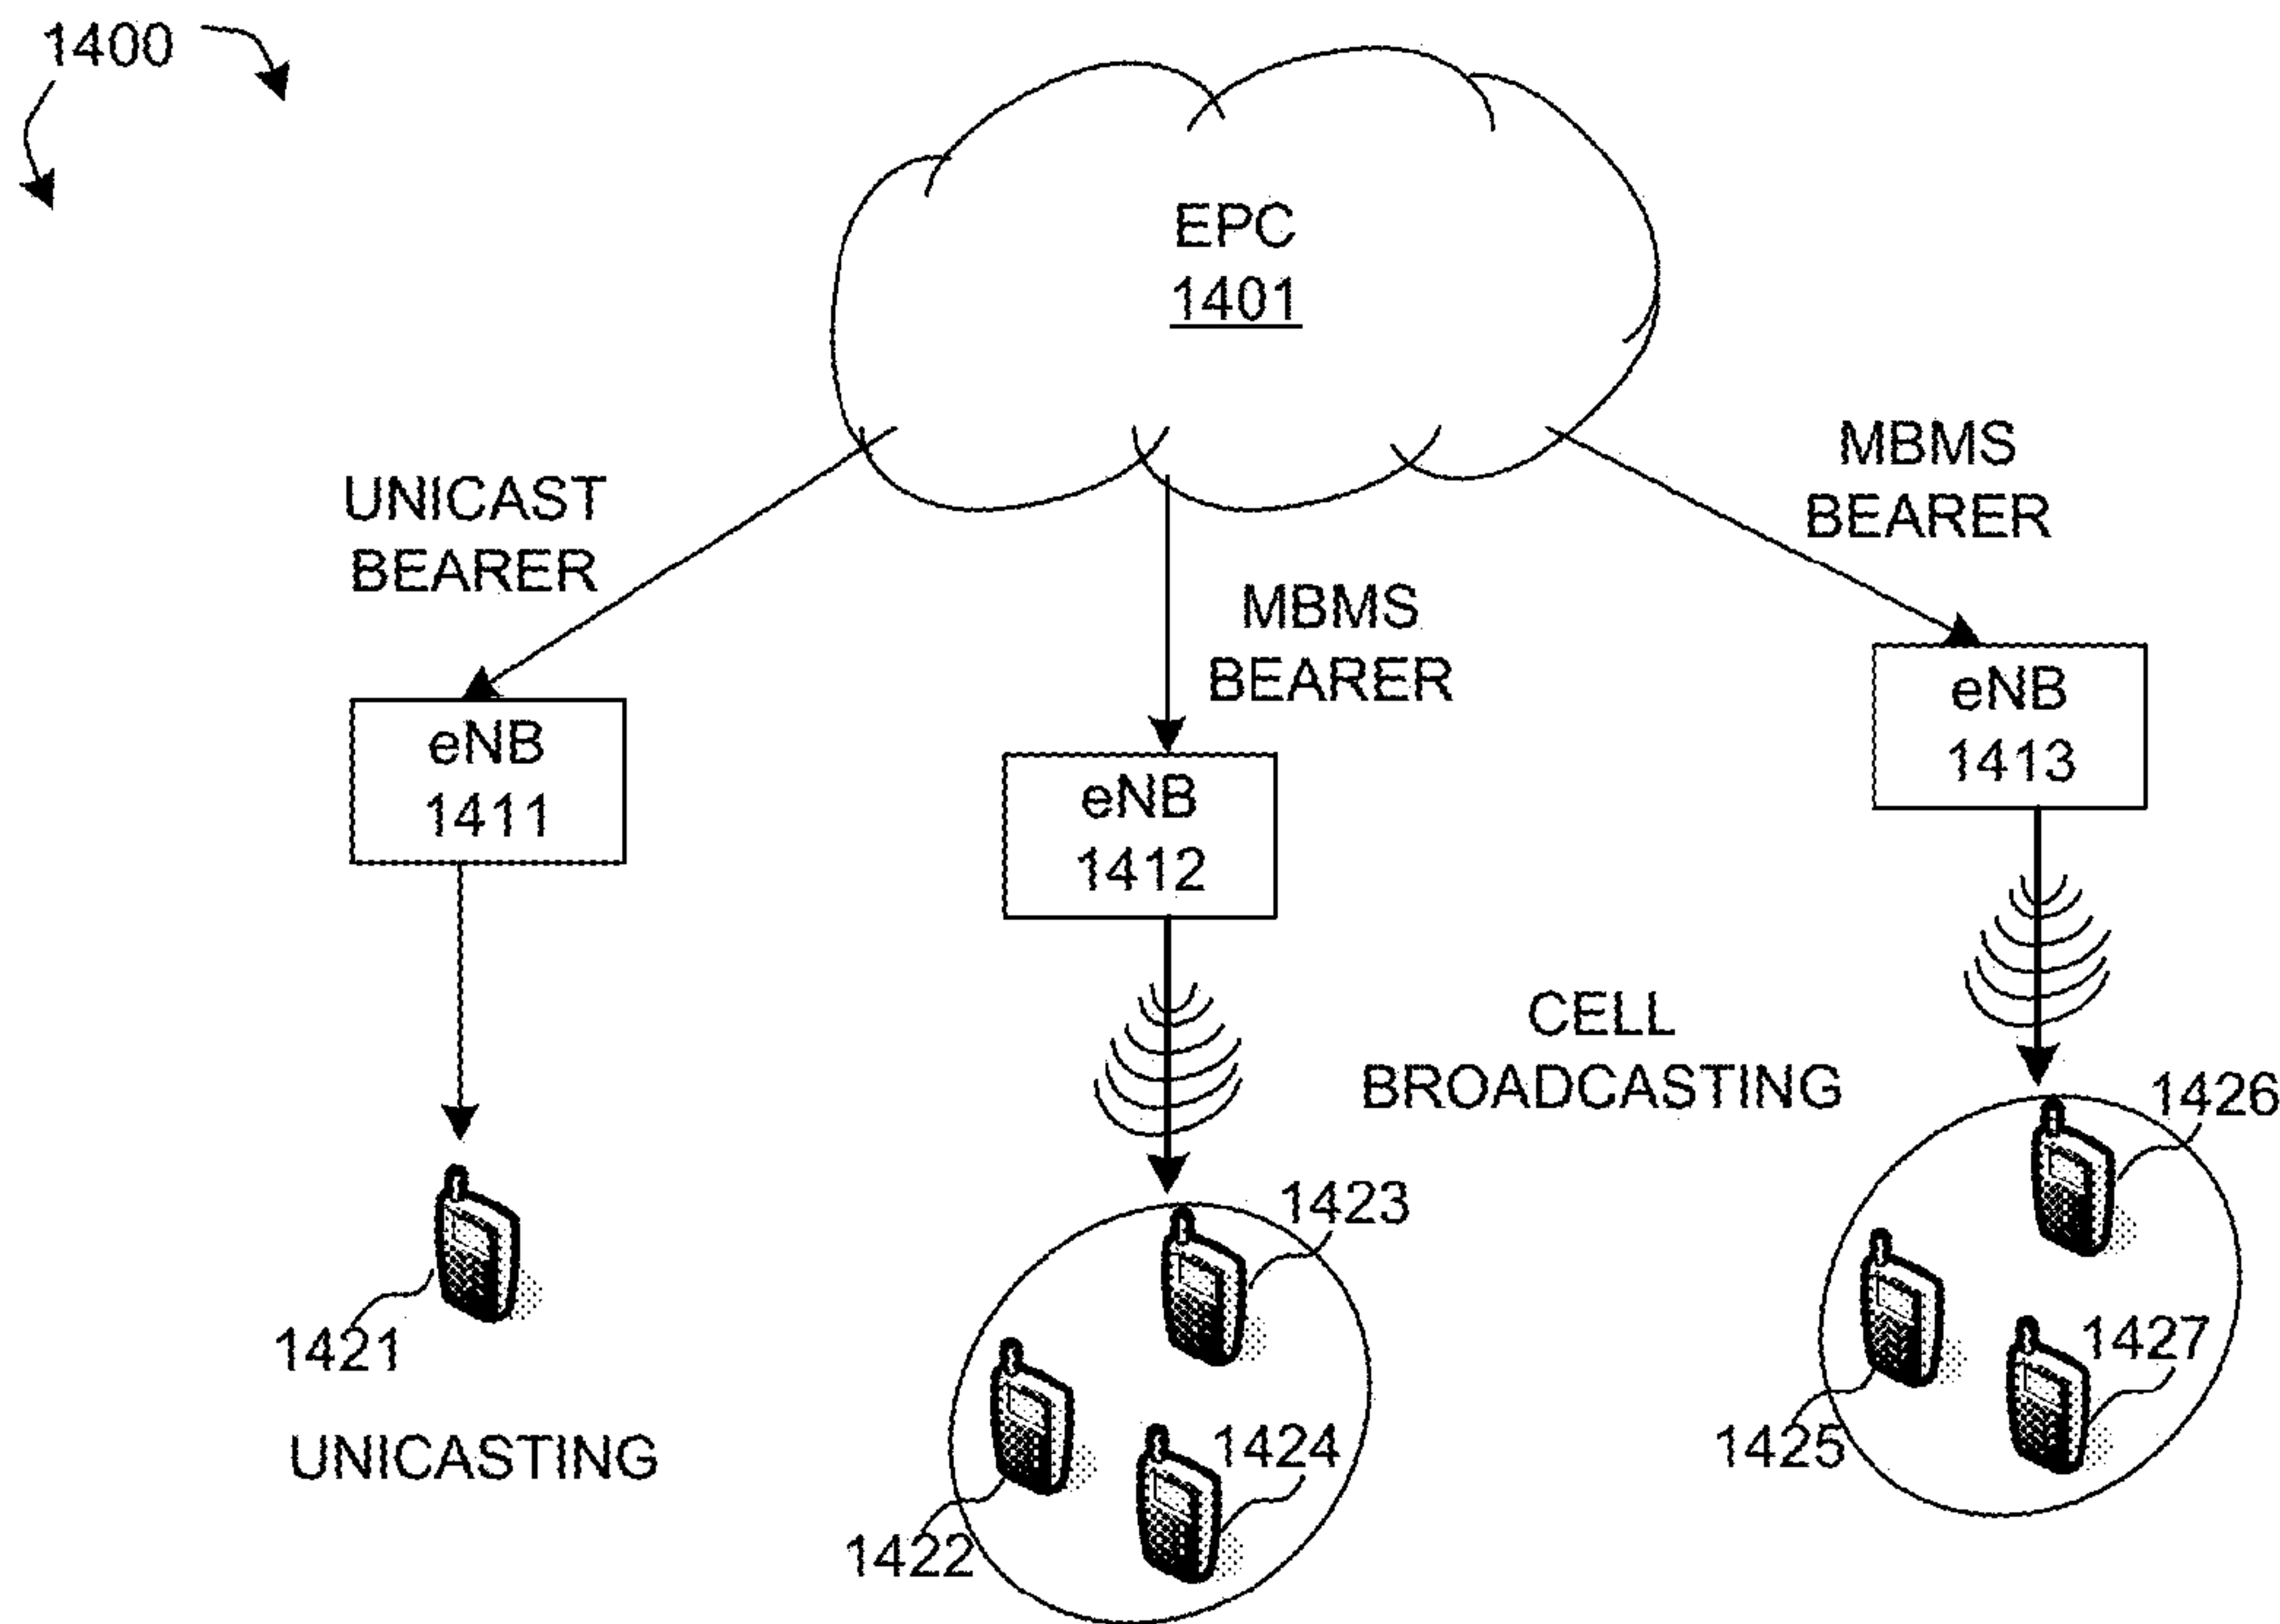 1400
EPC
1401
UNICAST
BEARER
MBMS
BEARER
MBMS
BEARER
eNB
1411
eNB
1412
eNB
1413
CELL
BROADCASTING
1421
UNICASTING
1423
1422
1424
1426
1425
1427